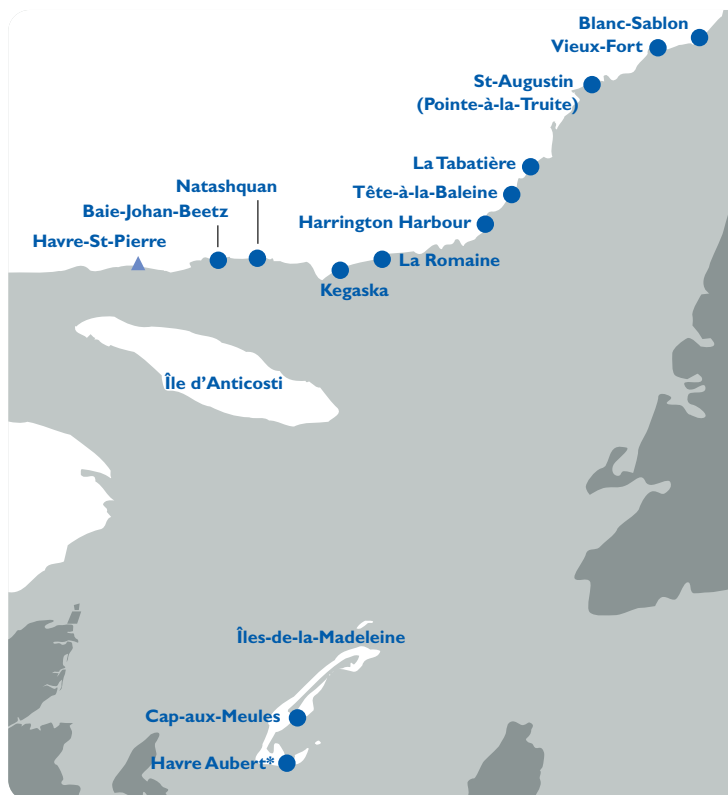 Blanc-Sablon
Vieux-Fort
St-Augustin
(Pointe-à-la-Truite)
La Tabatière
Tête-à-la-Baleine
Natashquan
Baie-Johan-Beetz
Harrington Harbour
Havre-St-Pierre
La Romaine
Kegaska
Île d'Anticosti
Îles-de-la-Madeleine
Cap-aux-Meules
Havre Aubert*